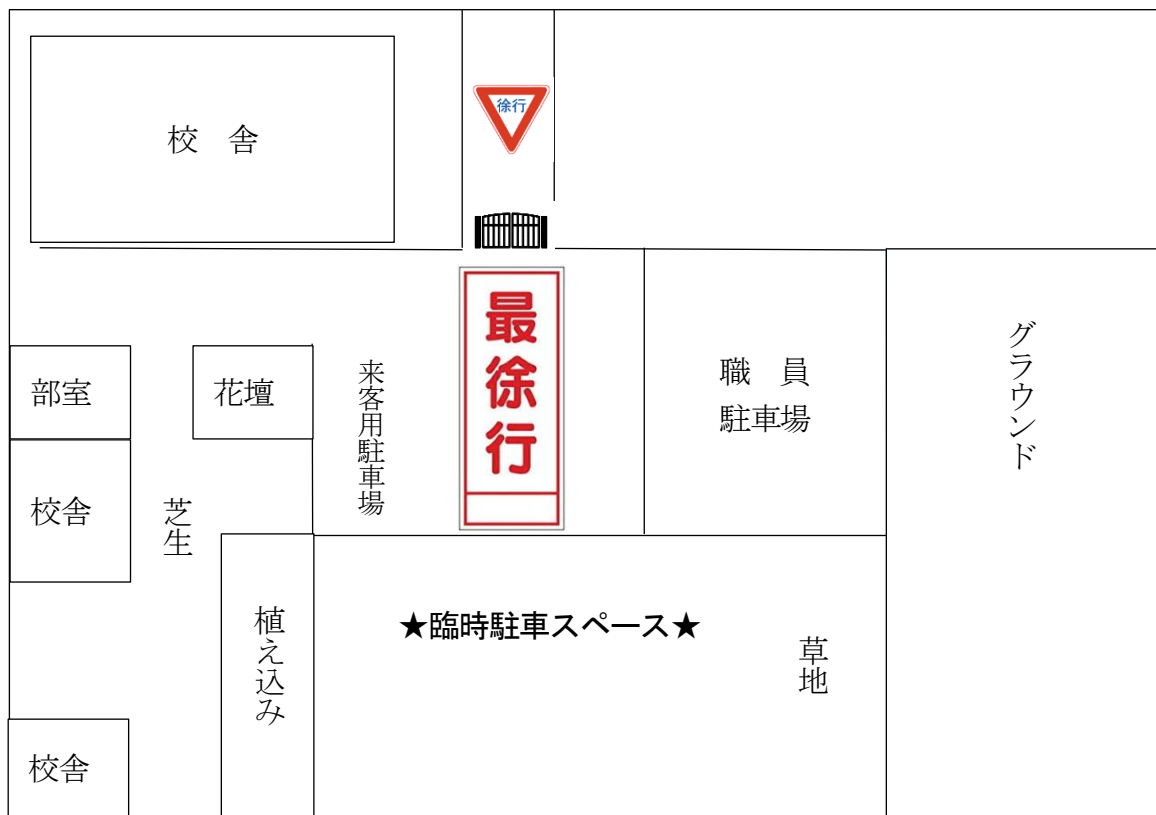 校　舎
徐行
最徐行
部室
花壇
来客用駐車場
職　員
駐車場
グラウンド
校舎
芝生
植え込み
★臨時駐車スペース★
草地
校舎